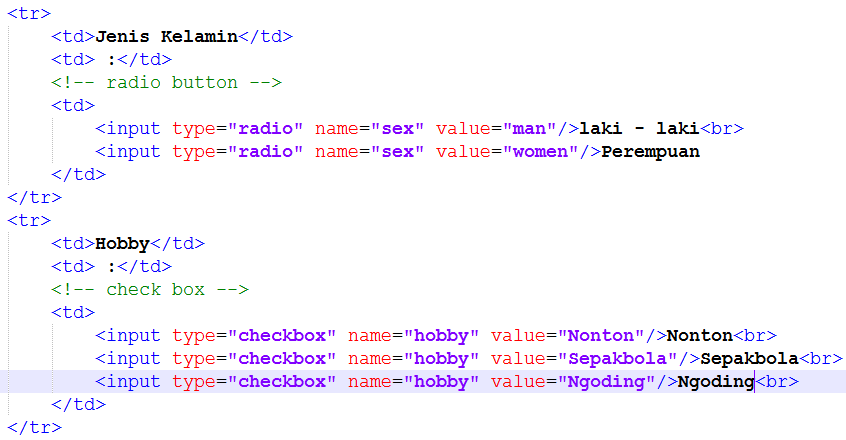 <tr>
<td>Jenis Kelamin</td>
<td> :</td>
<!-- radio button -->
<td>
<input type="radio" name="sex" value="man"/>laki - laki<br>
<input type="radio" name="sex" value="women"/>Perempuan
</td>
</tr>
<tr>
<td>Hobby</td>
<td> :</td>
<!-- check box -->
<td>
<input type="checkbox" name="hobby" value="Nonton"/>Nonton<br>
<input type="checkbox" name="hobby" value="Sepakbola"/>Sepakbola<br>
<input type="checkbox" name="hobby" value="Ngoding"/>Ngoding<br>
</td>
</tr>